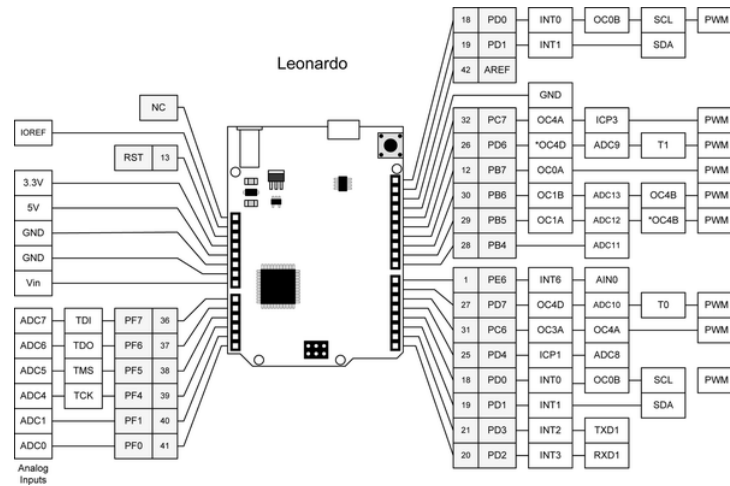 Leonardo
18 PD0 INT0 OC0B SCL PWM
19 PD1 INT1 SDA
42 AREF
GND
32 PC7 OC4A ICP3 PWM
26 PD6 *OC4D ADC9 T1 PWM
12 PB7 OC0A PWM
30 PB6 OC1B ADC13 OC4B PWM
29 PB5 OC1A ADC12 *OC4B PWM
28 PB4 ADC11
1 PE6 INT6 AIN0
27 PD7 OC4D ADC10 T0 PWM
31 PC6 OC3A OC4A PWM
25 PD4 ICP1 ADC8
18 PD0 INT0 OC0B SCL PWM
19 PD1 INT1 SDA
21 PD3 INT2 TXD1
20 PD2 INT3 RXD1
NC
IOREF
RST 13
3.3V
5V
GND
GND
Vin
ADC7 TDI PF7 36
ADC6 TDO PF6 37
ADC5 TMS PF5 38
ADC4 TCK PF4 39
ADC1 PF1 40
ADC0 PF0 41
Analog
Inputs